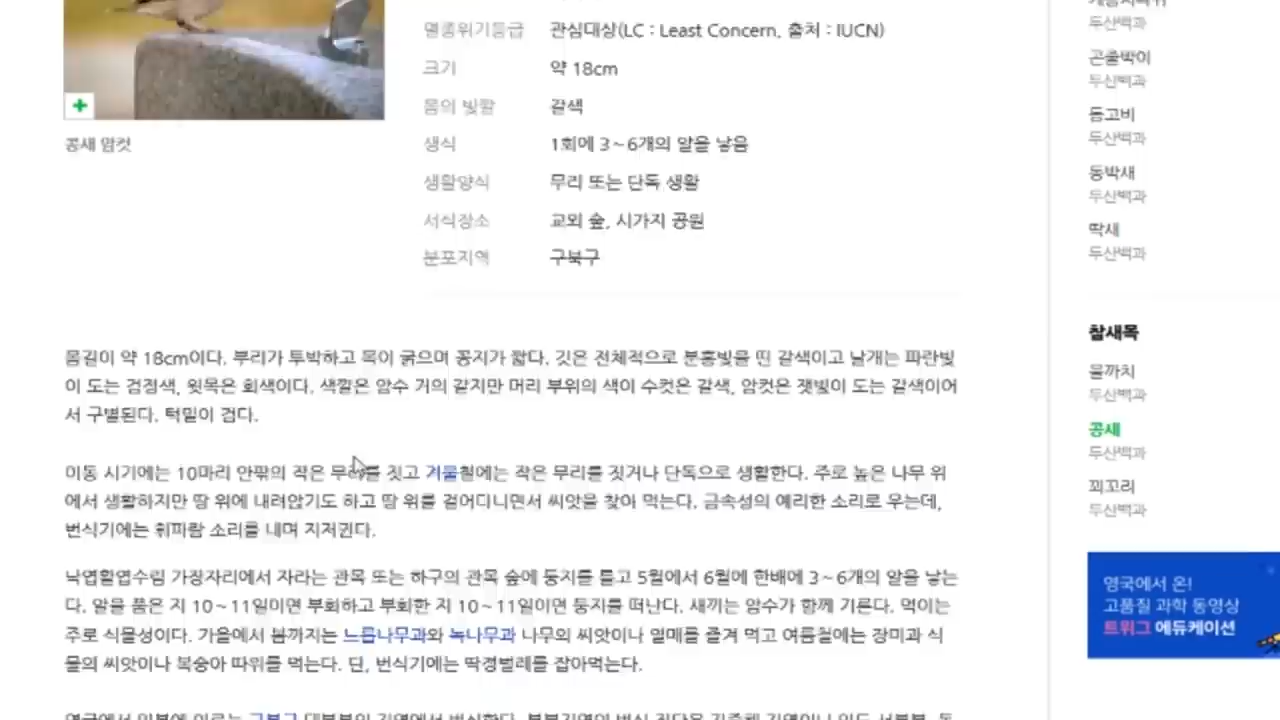 멸종위기등급 관심대상(LC : Least Concern, 출처 : IUCN)
크기 약 18cm
몸의 빛깔 갈색
생식 1회에 3~6개의 알을 낳음
생활양식 무리 또는 단독 생활
서식장소 교외 숲, 시가지 공원
분포지역 구북구
콩새 암컷
몸길이 약 18cm이다. 부리가 투박하고 목이 굵으며 꽁지가 짧다. 깃은 전체적으로 분홍빛을 띤 갈색이고 날개는 파란빛
이 도는 검정색, 윗목은 회색이다. 색깔은 암수 거의 같지만 머리 부위의 색이 수컷은 갈색, 암컷은 잿빛이 도는 갈색이어
서 구별된다. 턱밑이 검다.
이동 시기에는 10마리 안팎의 작은 무리를 짓고 겨울철에는 작은 무리를 짓거나 단독으로 생활한다. 주로 높은 나무 위
에서 생활하지만 땅 위에 내려앉기도 하고 땅 위를 걸어다니면서 씨앗을 찾아 먹는다. 금속성의 예리한 소리로 우는데,
번식기에는 휘파람 소리를 내며 지저귄다.
낙엽활엽수림 가장자리에서 자라는 관목 또는 하구의 관목 숲에 둥지를 틀고 5월에서 6월에 한배에 3~6개의 알을 낳는
다. 알을 품은 지 10~11일이면 부화하고 부화한 지 10~11일이면 둥지를 떠난다. 새끼는 암수가 함께 기른다. 먹이는
주로 식물성이다. 가을에서 봄까지는 느릅나무과와 녹나무과 나무의 씨앗이나 열매를 즐겨 먹고 여름철에는 장미과 식
물의 씨앗이나 복숭아 따위를 먹는다. 단, 번식기에는 딱정벌레를 잡아먹는다.
두산백과
곤줄박이
두산백과
동고비
두산백과
동박새
두산백과
딱새
두산백과
참새목
물까치
두산백과
콩새
두산백과
꾀꼬리
두산백과
영국에서 온!
고품질 과학 동영상
트위그 에듀케이션